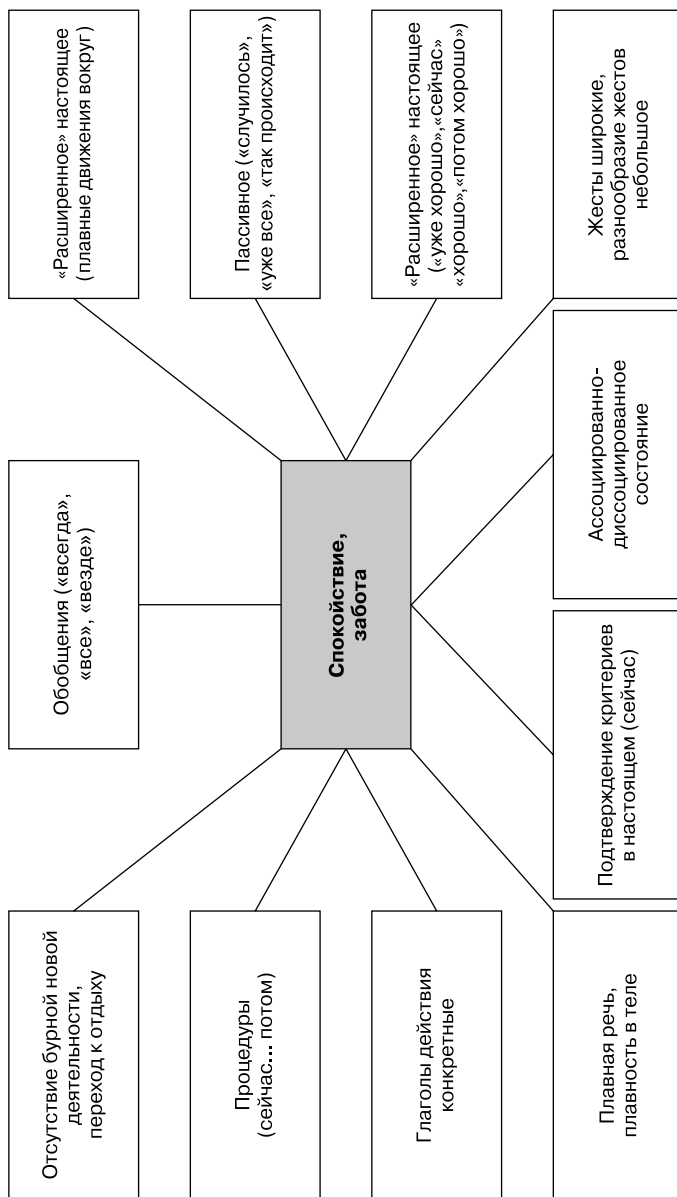 Отсутствие бурной новой
деятельности,
переход к отдыху
Обобщения («всегда»,
«все», «везде»)
«Расширенное» настоящее
(плавные движения вокруг)
Процедуры
(сейчас... потом)
Пассивное («случилось»,
«уже все», «так происходит»)
Спокойствие,
забота
Глаголы действия
конкретные
«Расширенное» настоящее
(«уже хорошо»,«сейчас»
«хорошо»,«потом хорошо»)
Плавная речь,
плавность в теле
Подтверждение критериев
в настоящем (сейчас)
Ассоциированно-
диссоциированное
состояние
Жесты широкие,
разнообразие жестов
небольшое